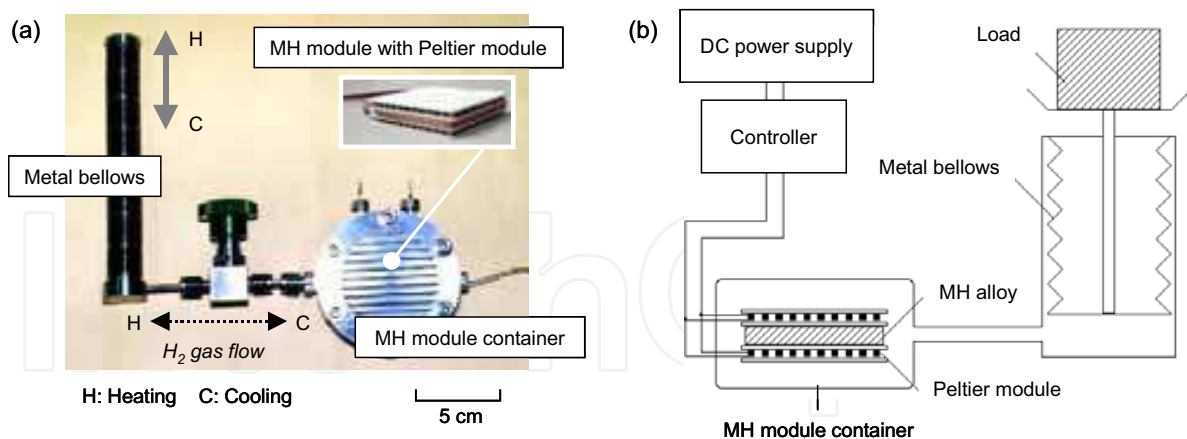 (a)
H
C
MH module with Peltier module
Metal bellows
H
C
H₂ gas flow
MH module container
H: Heating C: Cooling
5 cm
(b)
DC power supply
Controller
Load
Metal bellows
MH alloy
Peltier module
MH module container